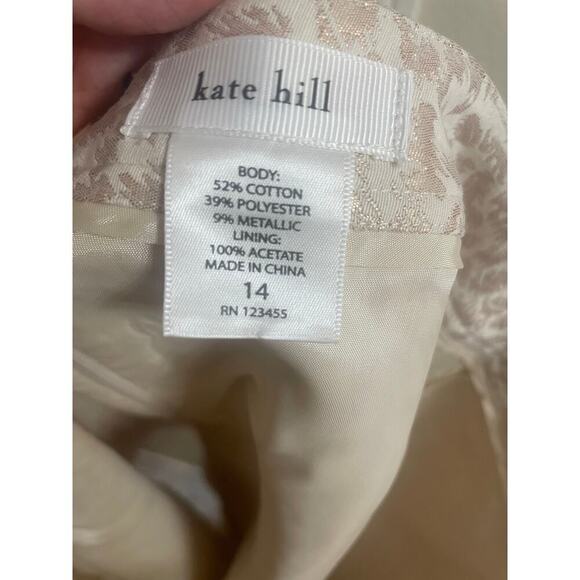 kate hill
BODY:
52% COTTON
39% POLYESTER
9% METALLIC
LINING:
100% ACETATE
MADE IN CHINA
14
RN 123455